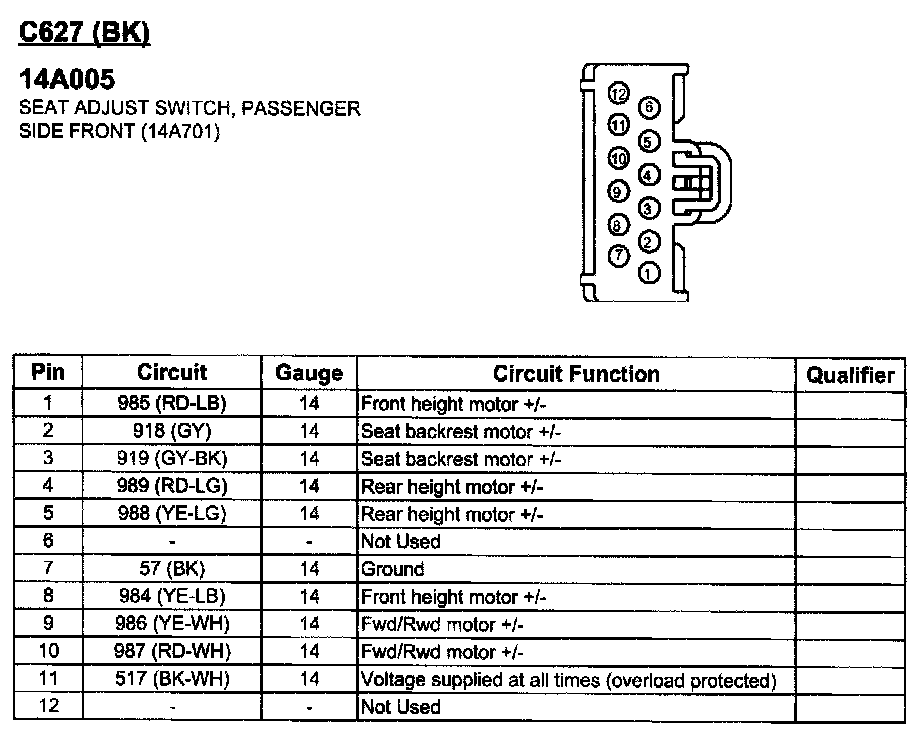 C627 (BK)
14A005
SEAT ADJUST SWITCH, PASSENGER
SIDE FRONT (14A701)
12
6
11
5
10
4
9
3
8
2
7
1
Pin Circuit Gauge Circuit Function Qualifier
1 985 (RD-LB) 14 Front height motor +/-
2 918 (GY) 14 Seat backrest motor +/-
3 919 (GY-BK) 14 Seat backrest motor +/-
4 989 (RD-LG) 14 Rear height motor +/-
5 988 (YE-LG) 14 Rear height motor +/-
6 - - Not Used
7 57 (BK) 14 Ground
8 984 (YE-LB) 14 Front height motor +/-
9 986 (YE-WH) 14 Fwd/Rwd motor +/-
10 987 (RD-WH) 14 Fwd/Rwd motor +/-
11 517 (BK-WH) 14 Voltage supplied at all times (overload protected)
12 - - Not Used